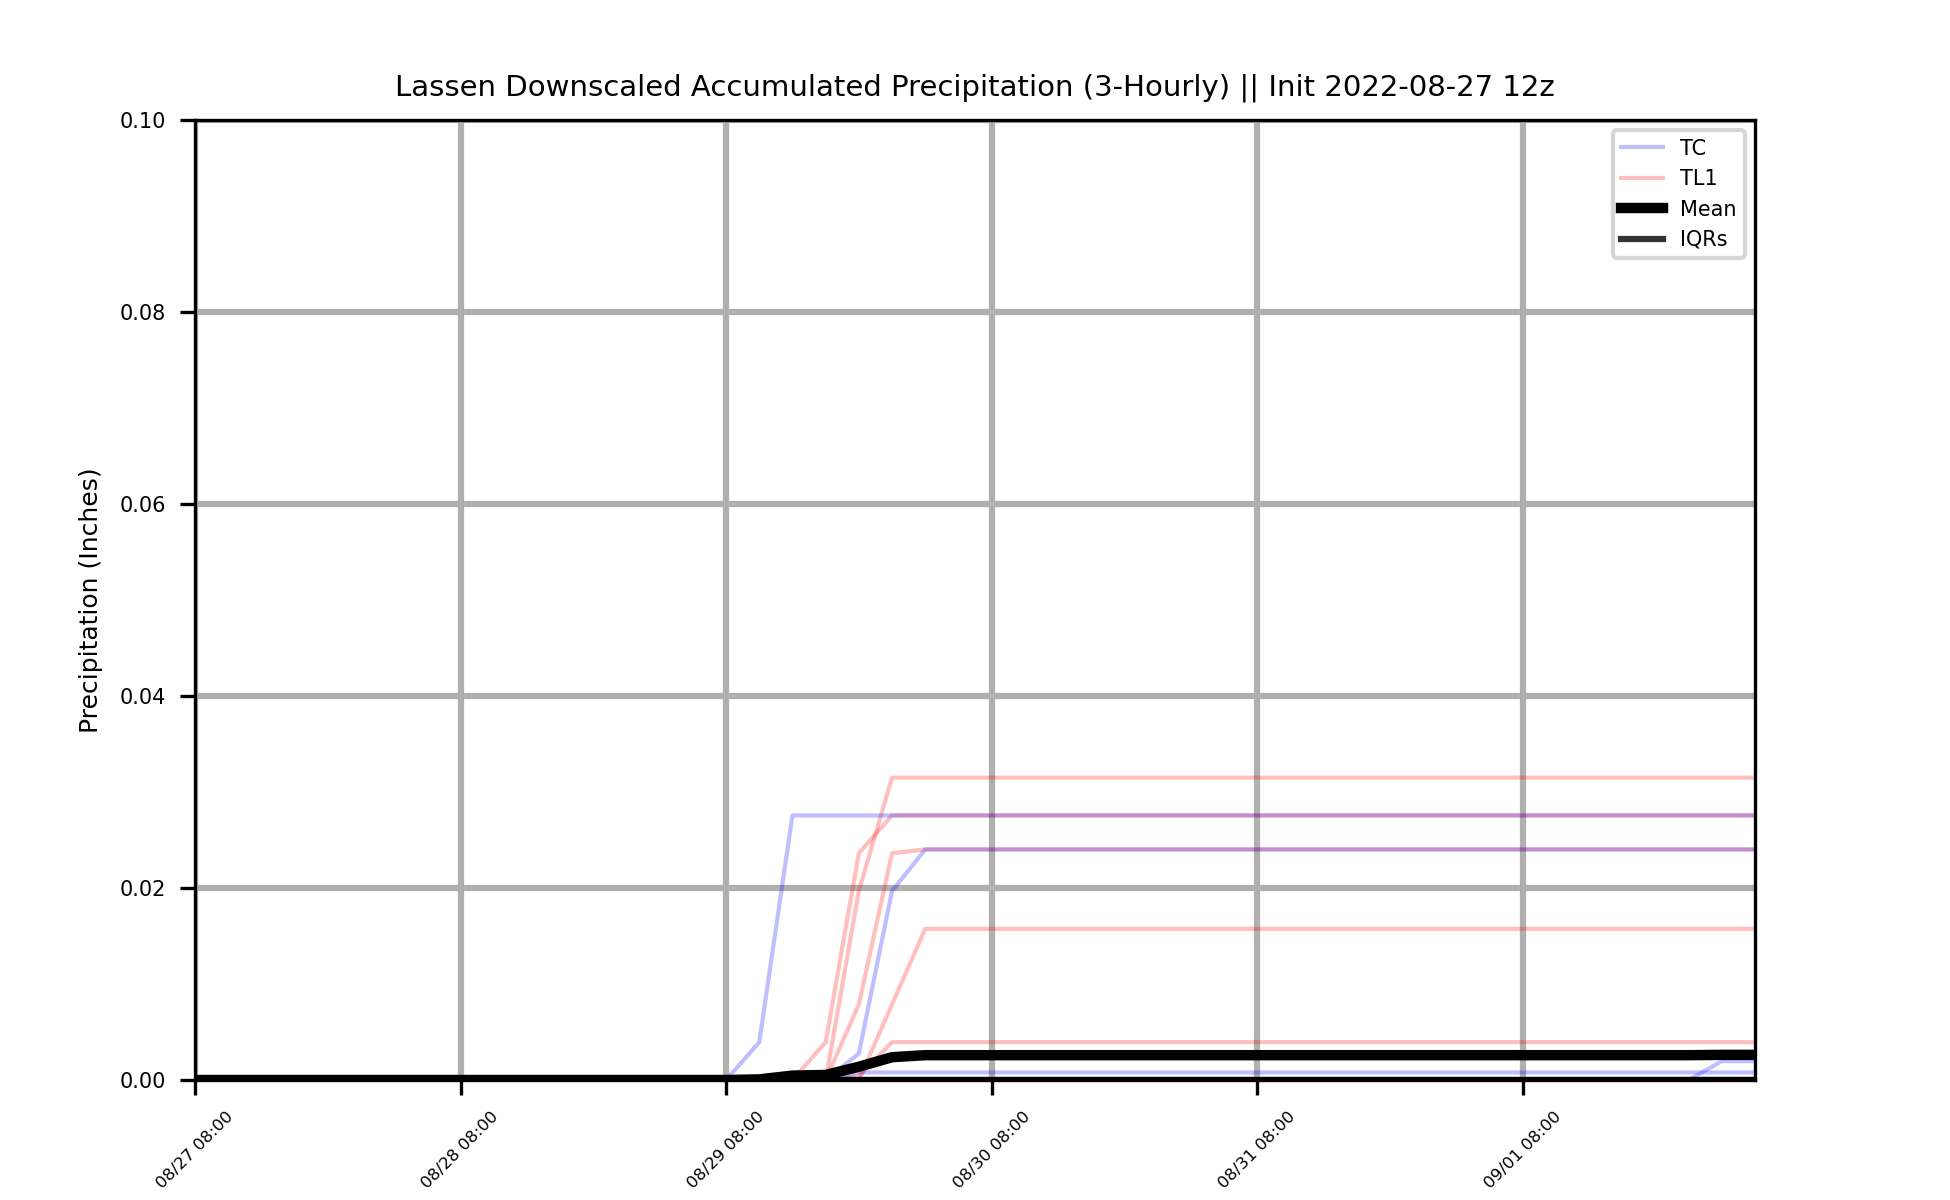 Lassen Downscaled Accumulated Precipitation (3-Hourly) || Init 2022-08-27 12z
TC
TL1
Mean
IQRs
Precipitation (Inches)
0.10
0.08
0.06
0.04
0.02
0.00
08/27 08:00
08/28 08:00
08/29 08:00
08/30 08:00
08/31 08:00
09/01 08:00